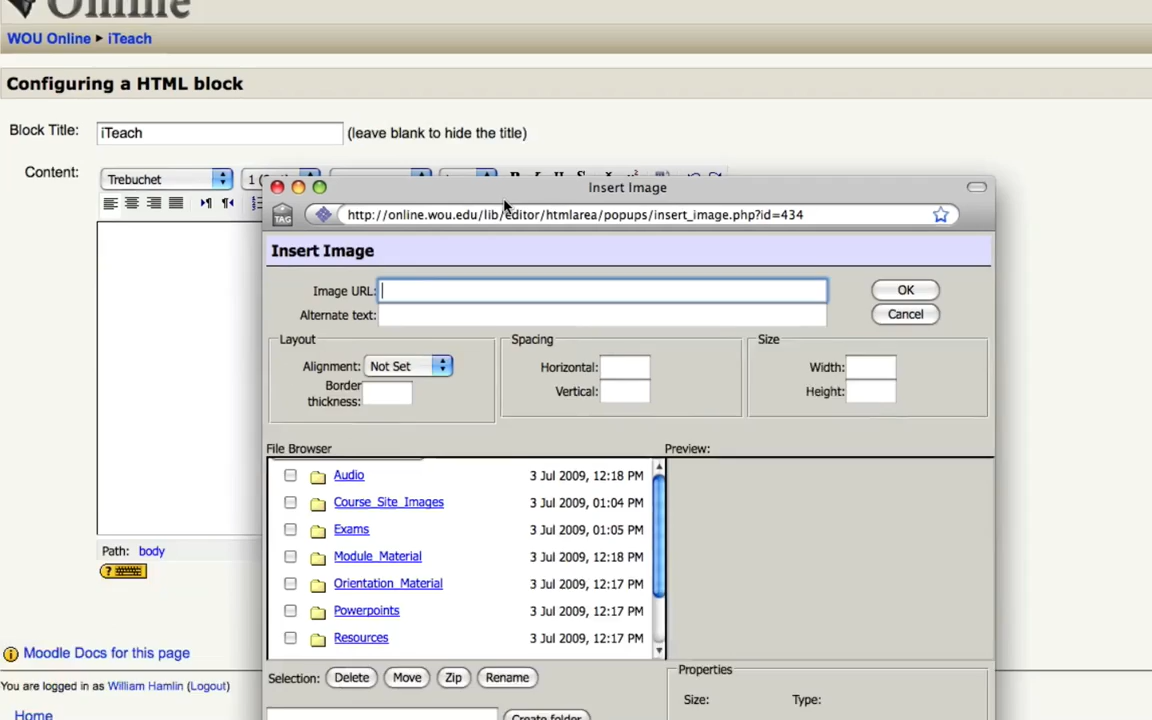 Online
WOU Online ► iTeach
Configuring a HTML block
Block Title: iTeach (leave blank to hide the title)
Content: Trebuchet 1 (
Insert Image
TAG http://online.wou.edu/lib/editor/htmlarea/popups/insert_image.php?id=434
Insert Image
Image URL: OK
Alternate text: Cancel
Layout Spacing Size
Alignment: Not Set Horizontal: Width:
Border thickness: Vertical: Height:
File Browser Preview:
Audio 3 Jul 2009, 12:18 PM
Course_Site_Images 3 Jul 2009, 01:04 PM
Exams 3 Jul 2009, 01:05 PM
Module_Material 3 Jul 2009, 12:18 PM
Orientation_Material 3 Jul 2009, 12:17 PM
Powerpoints 3 Jul 2009, 12:17 PM
Resources 3 Jul 2009, 12:17 PM
Path: body
?
Selection: Delete Move Zip Rename
Properties
Size: Type:
Create folder
Moodle Docs for this page
You are logged in as William Hamlin (Logout)
Home